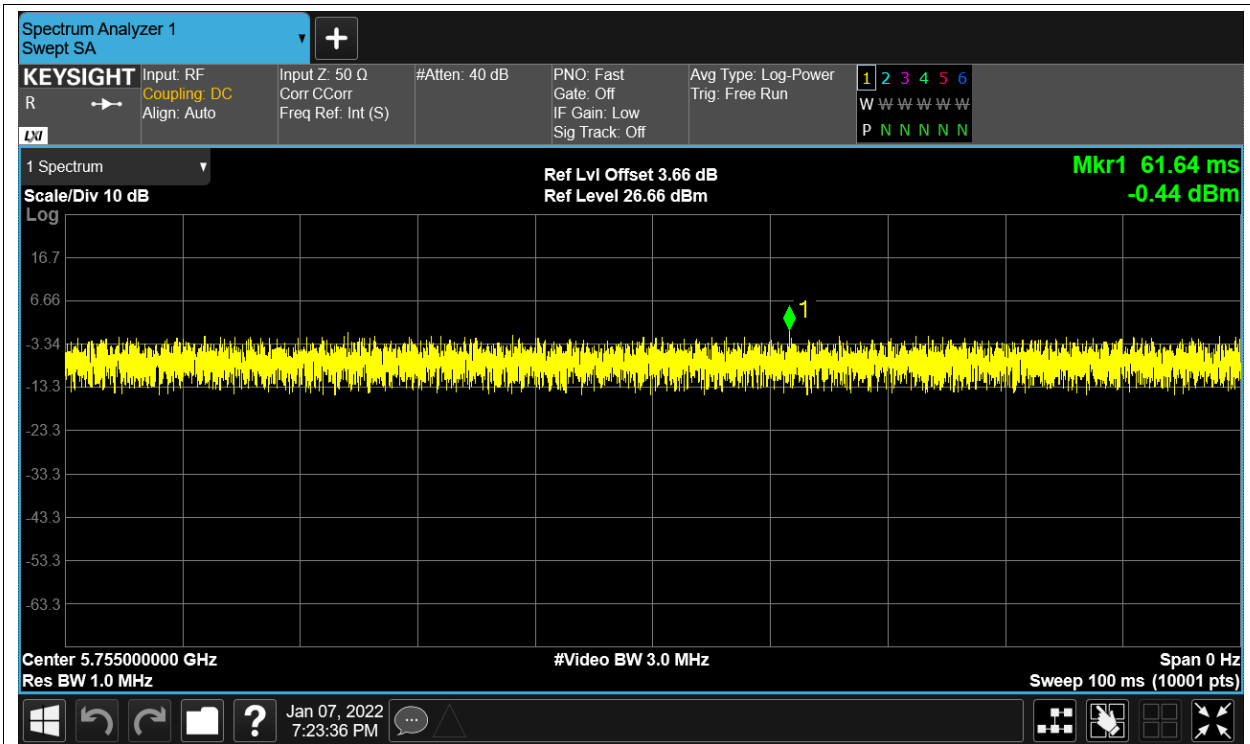 Spectrum Analyzer 1
Swept SA
KEYSIGHT
R
LXI
Input: RF
Coupling: DC
Align: Auto
Input Z: 50 Ω
Corr CCorr
Freq Ref: Int (S)
#Atten: 40 dB
PNO: Fast
Gate: Off
IF Gain: Low
Sig Track: Off
Avg Type: Log-Power
Trig: Free Run
1 2 3 4 5 6
W W W W W W
P N N N N N
1 Spectrum
Scale/Div 10 dB
Ref Lvl Offset 3.66 dB
Ref Level 26.66 dBm
Mkr1 61.64 ms
-0.44 dBm
Log
16.7
6.66
1
-3.34
-13.3
-23.3
-33.3
-43.3
-53.3
-63.3
Center 5.755000000 GHz
Res BW 1.0 MHz
#Video BW 3.0 MHz
Span 0 Hz
Sweep 100 ms (10001 pts)
?
Jan 07, 2022
7:23:36 PM